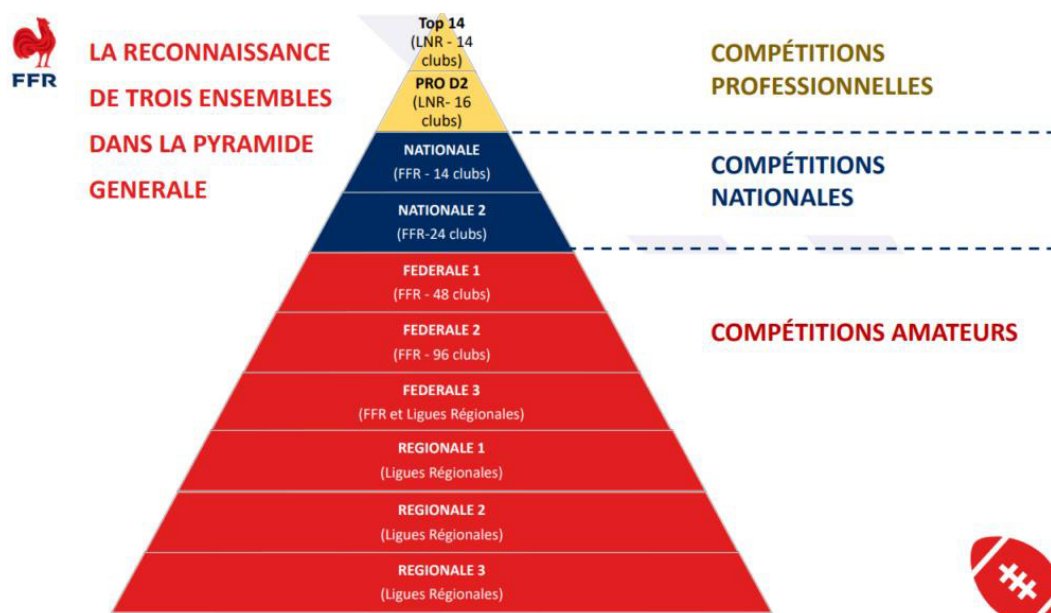 FFR
LA RECONNAISSANCE
DE TROIS ENSEMBLES
DANS LA PYRAMIDE
GENERALE
Top 14
(LNR - 14
clubs)
PRO D2
(LNR- 16
clubs)
NATIONALE
(FFR - 14 clubs)
NATIONALE 2
(FFR-24 clubs)
FEDERALE 1
(FFR - 48 clubs)
FEDERALE 2
(FFR - 96 clubs)
FEDERALE 3
(FFR et Ligues Régionales)
REGIONALE 1
(Ligues Régionales)
REGIONALE 2
(Ligues Régionales)
REGIONALE 3
(Ligues Régionales)
COMPÉTITIONS
PROFESSIONNELLES
COMPÉTITIONS
NATIONALES
COMPÉTITIONS AMATEURS